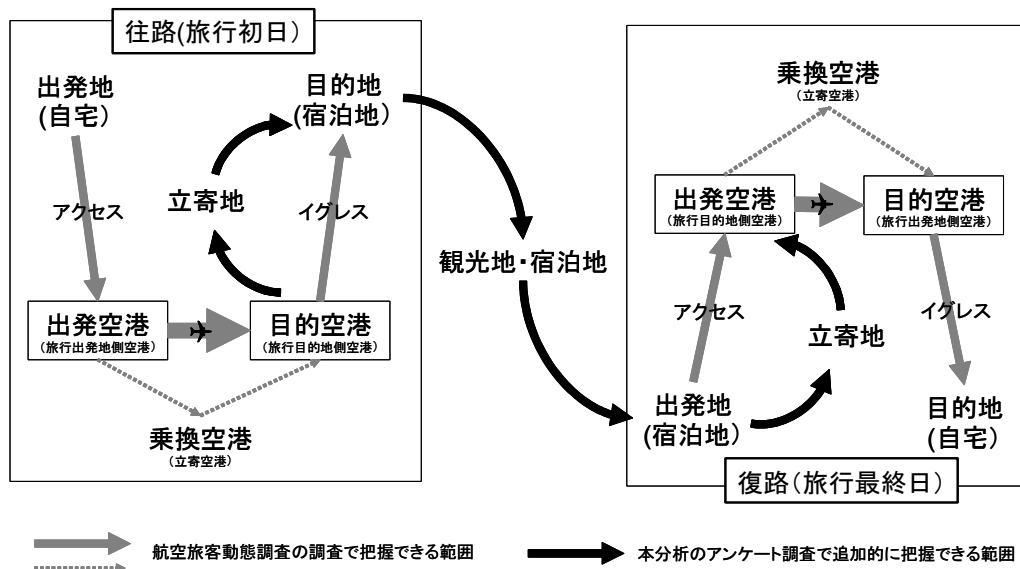 往路(旅行初日)
出発地
(自宅)
目的地
(宿泊地)
アクセス
立寄地
イグレス
出発空港
(旅行出発地側空港)
目的空港
(旅行目的地側空港)
乗換空港
(立寄空港)
観光地・宿泊地
乗換空港
(立寄空港)
出発空港
(旅行目的地側空港)
目的空港
(旅行出発地側空港)
アクセス
立寄地
イグレス
出発地
(宿泊地)
目的地
(自宅)
復路(旅行最終日)
航空旅客動態調査の調査で把握できる範囲
本分析のアンケート調査で追加的に把握できる範囲